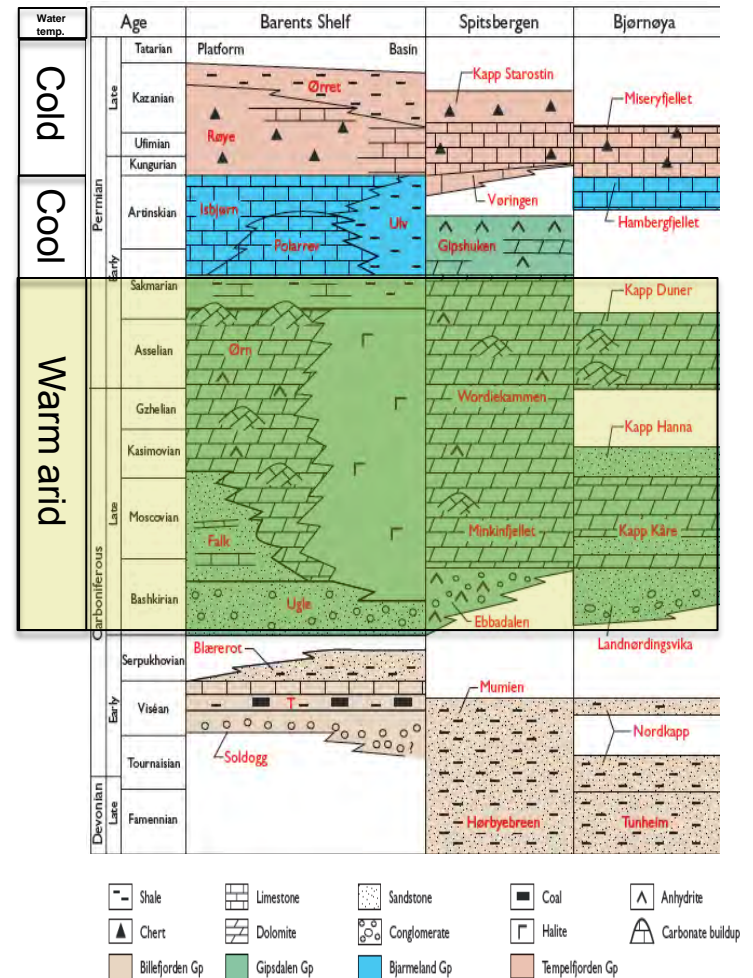 Water temp. Age Barents Shelf Spitsbergen Bjørnøya
Platform Basin
Cold
Cool
Warm arid
Permian
Late
Early
Carboniferous
Late
Early
Devonian
Late
Tatarian
Kazanian
Ufimian
Kungurian
Artinskian
Sakmarian
Asselian
Gzhelian
Kasimovian
Moscovian
Bashkirian
Serpukhovian
Viséan
Tournaisian
Famennian
Ørret
Røye
Isbjørn
Ulv
Polarrev
Ørn
Falk
Ugle
Blærerot
T
Soldogg
Kapp Starostin
Vøringen
Gipshuken
Wordiekammen
Minkinfjellet
Ebbadalen
Mumien
Hørbyebreen
Miseryfjellet
Hambergfjellet
Kapp Duner
Kapp Hanna
Kapp Kåre
Landnørdingsvika
Nordkapp
Tunheim
Shale Limestone Sandstone Coal Anhydrite
Chert Dolomite Conglomerate Halite Carbonate buildup
Billefjorden Gp Gipsdalen Gp Bjarmeland Gp Tempelfjorden Gp